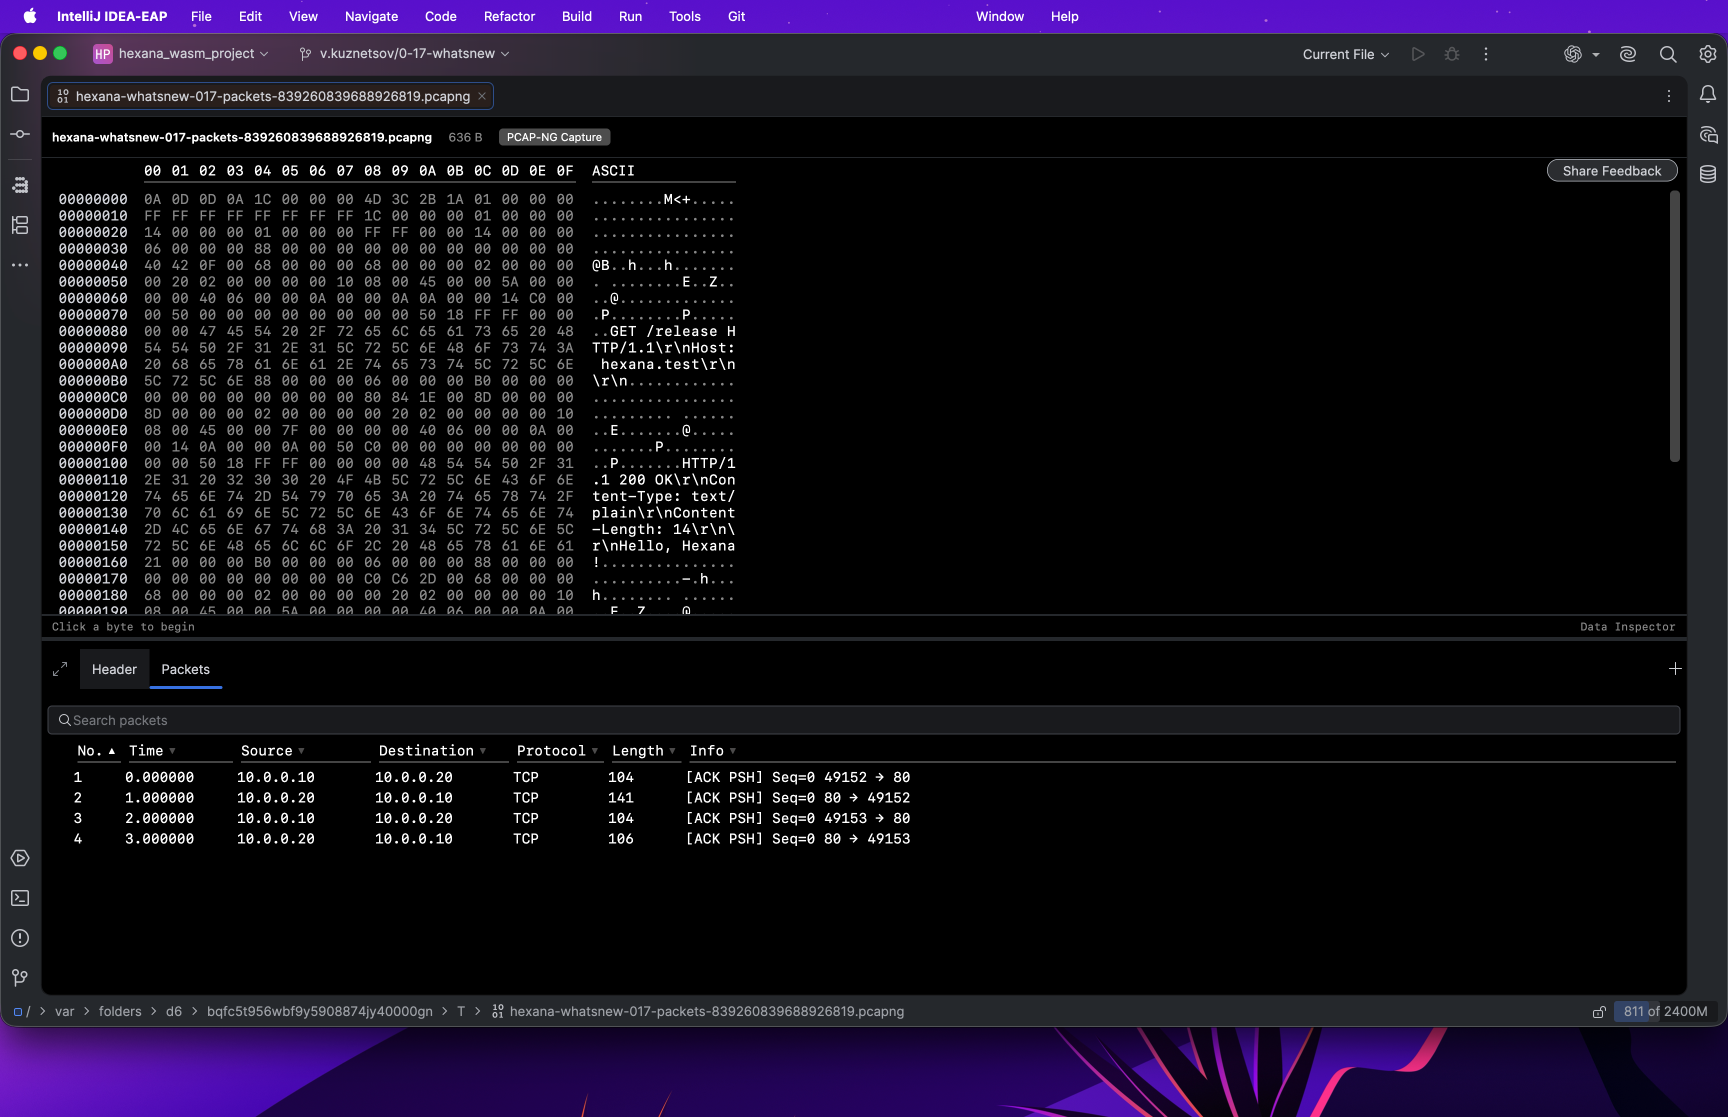 IntelliJ IDEA-EAP File Edit View Navigate Code Refactor Build Run Tools Git Window Help
HP hexana_wasm_project v.kuznetsov/0-17-whatsnew Current File
hexana-whatsnew-017-packets-839260839688926819.pcapng
hexana-whatsnew-017-packets-839260839688926819.pcapng 636 B PCAP-NG Capture
00 01 02 03 04 05 06 07 08 09 0A 0B 0C 0D 0E 0F ASCII Share Feedback
00000000 0A 0D 0D 0A 1C 00 00 00 4D 3C 2B 1A 01 00 00 00 ........M<+.....
00000010 FF FF FF FF FF FF FF FF 1C 00 00 00 01 00 00 00 ................
00000020 14 00 00 00 01 00 00 00 FF FF 00 00 14 00 00 00 ................
00000030 06 00 00 00 88 00 00 00 00 00 00 00 00 00 00 00 ................
00000040 40 42 0F 00 68 00 00 00 68 00 00 00 02 00 00 00 @B..h...h.......
00000050 00 20 02 00 00 00 00 10 08 00 45 00 00 5A 00 00 . ........E..Z..
00000060 00 00 40 06 00 00 0A 00 00 0A 0A 00 00 14 C0 00 ..@.............
00000070 00 50 00 00 00 00 00 00 00 00 50 18 FF FF 00 00 .P........P.....
00000080 00 00 47 45 54 20 2F 72 65 6C 65 61 73 65 20 48 ..GET /release H
00000090 54 54 50 2F 31 2E 31 5C 72 5C 6E 48 6F 73 74 3A TTP/1.1\r\nHost:
000000A0 20 68 65 78 61 6E 61 2E 74 65 73 74 5C 72 5C 6E hexana.test\r\n
000000B0 5C 72 5C 6E 88 00 00 00 06 00 00 00 B0 00 00 00 \r\n............
000000C0 00 00 00 00 00 00 00 00 80 84 1E 00 8D 00 00 00 ................
000000D0 8D 00 00 00 02 00 00 00 00 20 02 00 00 00 00 10 ......... ......
000000E0 08 00 45 00 00 7F 00 00 00 00 40 06 00 00 0A 00 ..E.......@.....
000000F0 00 14 0A 00 00 0A 00 50 C0 00 00 00 00 00 00 00 .......P........
00000100 00 00 50 18 FF FF 00 00 00 00 48 54 54 50 2F 31 ..P.......HTTP/1
00000110 2E 31 20 32 30 30 20 4F 4B 5C 72 5C 6E 43 6F 6E .1 200 OK\r\nCon
00000120 74 65 6E 74 2D 54 79 70 65 3A 20 74 65 78 74 2F tent-Type: text/
00000130 70 6C 61 69 6E 5C 72 5C 6E 43 6F 6E 74 65 6E 74 plain\r\nContent
00000140 2D 4C 65 6E 67 74 68 3A 20 31 34 5C 72 5C 6E 5C -Length: 14\r\n\
00000150 72 5C 6E 48 65 6C 6C 6F 2C 20 48 65 78 61 6E 61 r\nHello, Hexana
00000160 21 00 00 00 B0 00 00 00 06 00 00 00 88 00 00 00 !...............
00000170 00 00 00 00 00 00 00 00 C0 C6 2D 00 68 00 00 00 ..........-.h...
00000180 68 00 00 00 02 00 00 00 00 20 02 00 00 00 00 10 h........ ......
00000190 08 00 45 00 00 5A 00 00 00 00 40 06 00 00 0A 00 ..E..Z....@.....
Click a byte to begin Data Inspector
Header Packets
Search packets
No. Time Source Destination Protocol Length Info
1 0.000000 10.0.0.10 10.0.0.20 TCP 104 [ACK PSH] Seq=0 49152 → 80
2 1.000000 10.0.0.20 10.0.0.10 TCP 141 [ACK PSH] Seq=0 80 → 49152
3 2.000000 10.0.0.10 10.0.0.20 TCP 104 [ACK PSH] Seq=0 49153 → 80
4 3.000000 10.0.0.20 10.0.0.10 TCP 106 [ACK PSH] Seq=0 80 → 49153
/ > var > folders > d6 > bqfc5t956wbf9y5908874jy40000gn > T > hexana-whatsnew-017-packets-839260839688926819.pcapng 811 of 2400M